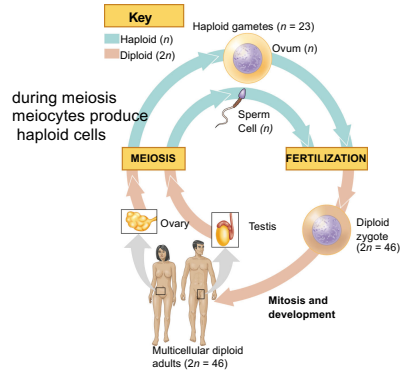 Key
Haploid (n)
Diploid (2n)
Haploid gametes (n = 23)
Ovum (n)
during meiosis
meiocytes produce
haploid cells
Sperm
Cell (n)
MEIOSIS
FERTILIZATION
Ovary
Testis
Diploid
zygote
(2n = 46)
Mitosis and
development
Multicellular diploid
adults (2n = 46)